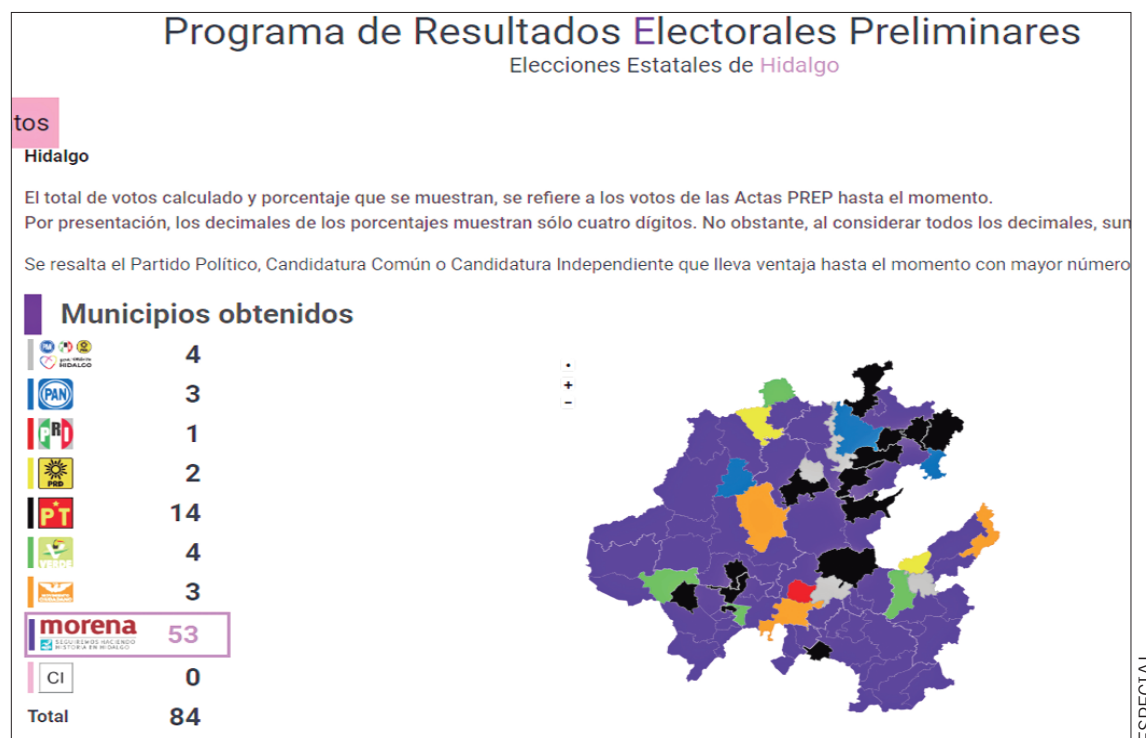 Programa de Resultados Electorales Preliminares
Elecciones Estatales de Hidalgo
tos
Hidalgo
El total de votos calculado y porcentaje que se muestran, se refiere a los votos de las Actas PREP hasta el momento.
Por presentación, los decimales de los porcentajes muestran sólo cuatro dígitos. No obstante, al considerar todos los decimales, sum
Se resalta el Partido Político, Candidatura Común o Candidatura Independiente que lleva ventaja hasta el momento con mayor número
Municipios obtenidos
HIDALGO 4
PAN 3
PRD 1
PRD 2
PT 14
VERDE 4
3
morena 53
SEGUIREMOS HACIENDO
HISTORIA EN HIDALGO
CI 0
Total 84
+
−
ESPECIAL